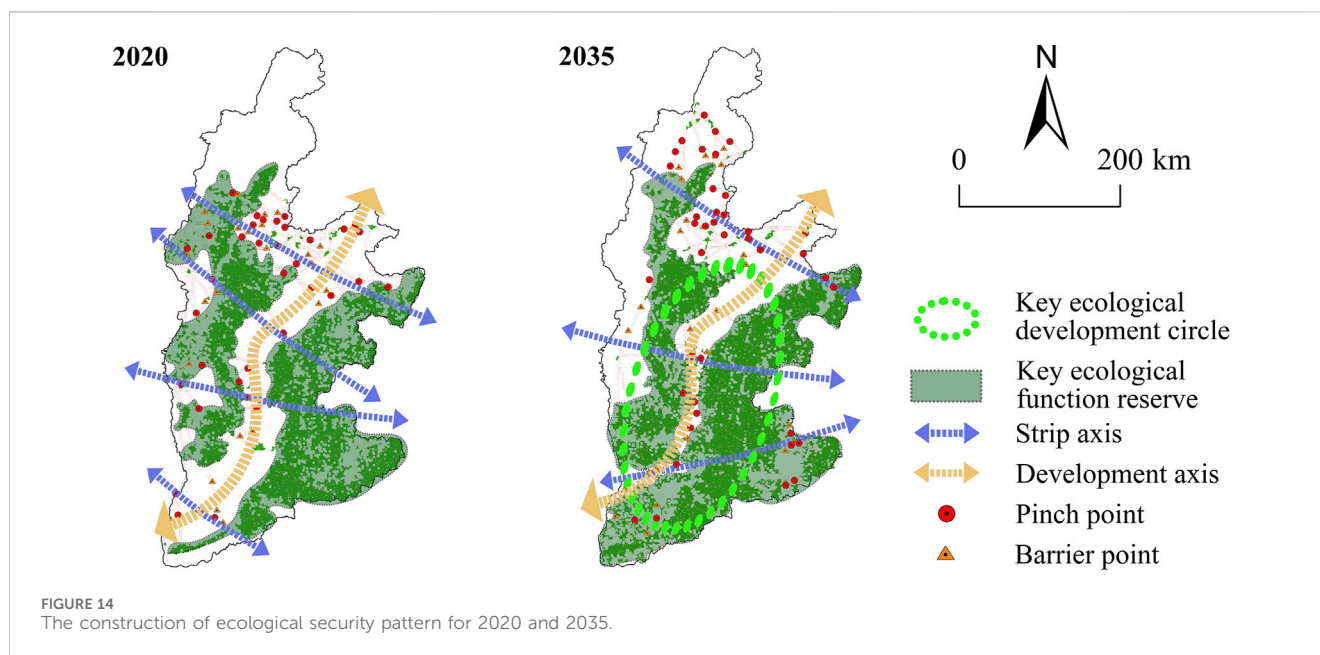 2020
2035
N
0 200 km
Key ecological
development circle
Key ecological
function reserve
Strip axis
Development axis
Pinch point
Barrier point
FIGURE 14
The construction of ecological security pattern for 2020 and 2035.